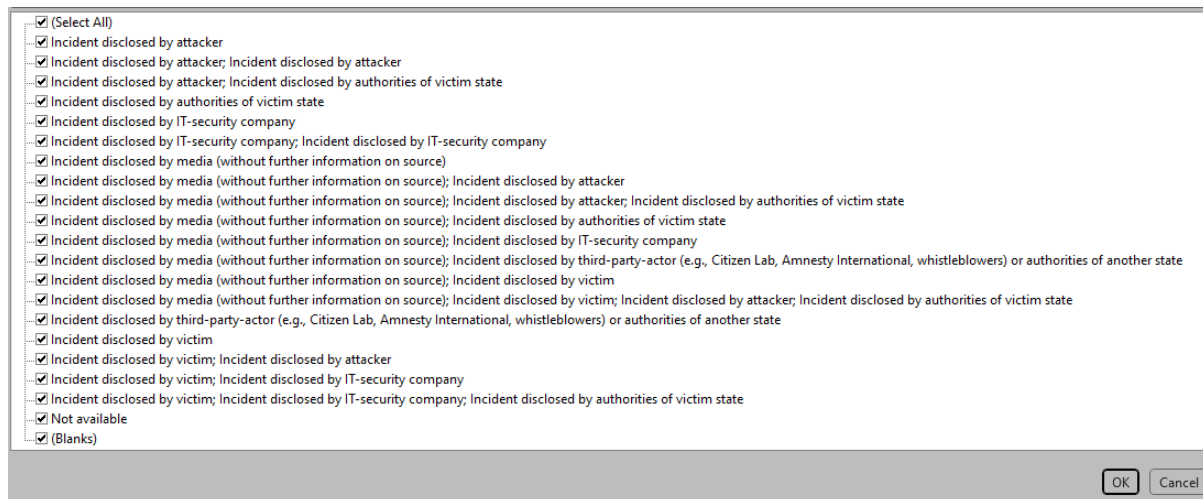 (Select All)
Incident disclosed by attacker
Incident disclosed by attacker; Incident disclosed by attacker
Incident disclosed by attacker; Incident disclosed by authorities of victim state
Incident disclosed by authorities of victim state
Incident disclosed by IT-security company
Incident disclosed by IT-security company; Incident disclosed by IT-security company
Incident disclosed by media (without further information on source)
Incident disclosed by media (without further information on source); Incident disclosed by attacker
Incident disclosed by media (without further information on source); Incident disclosed by attacker; Incident disclosed by authorities of victim state
Incident disclosed by media (without further information on source); Incident disclosed by authorities of victim state
Incident disclosed by media (without further information on source); Incident disclosed by IT-security company
Incident disclosed by media (without further information on source); Incident disclosed by third-party-actor (e.g., Citizen Lab, Amnesty International, whistleblowers) or authorities of another state
Incident disclosed by media (without further information on source); Incident disclosed by victim
Incident disclosed by media (without further information on source); Incident disclosed by victim; Incident disclosed by attacker; Incident disclosed by authorities of victim state
Incident disclosed by third-party-actor (e.g., Citizen Lab, Amnesty International, whistleblowers) or authorities of another state
Incident disclosed by victim
Incident disclosed by victim; Incident disclosed by attacker
Incident disclosed by victim; Incident disclosed by IT-security company
Incident disclosed by victim; Incident disclosed by IT-security company; Incident disclosed by authorities of victim state
Not available
(Blanks)
OK Cancel